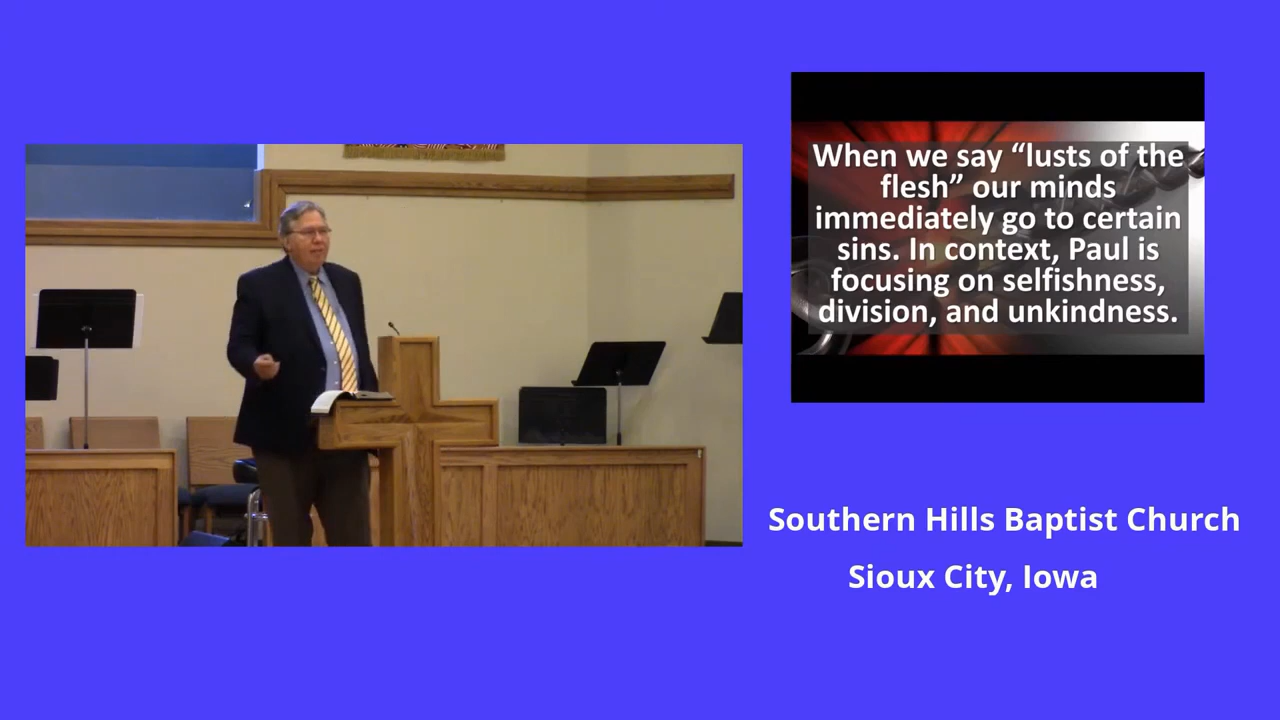 When we say “lusts of the
flesh” our minds
immediately go to certain
sins. In context, Paul is
focusing on selfishness,
division, and unkindness.
Southern Hills Baptist Church
Sioux City, Iowa